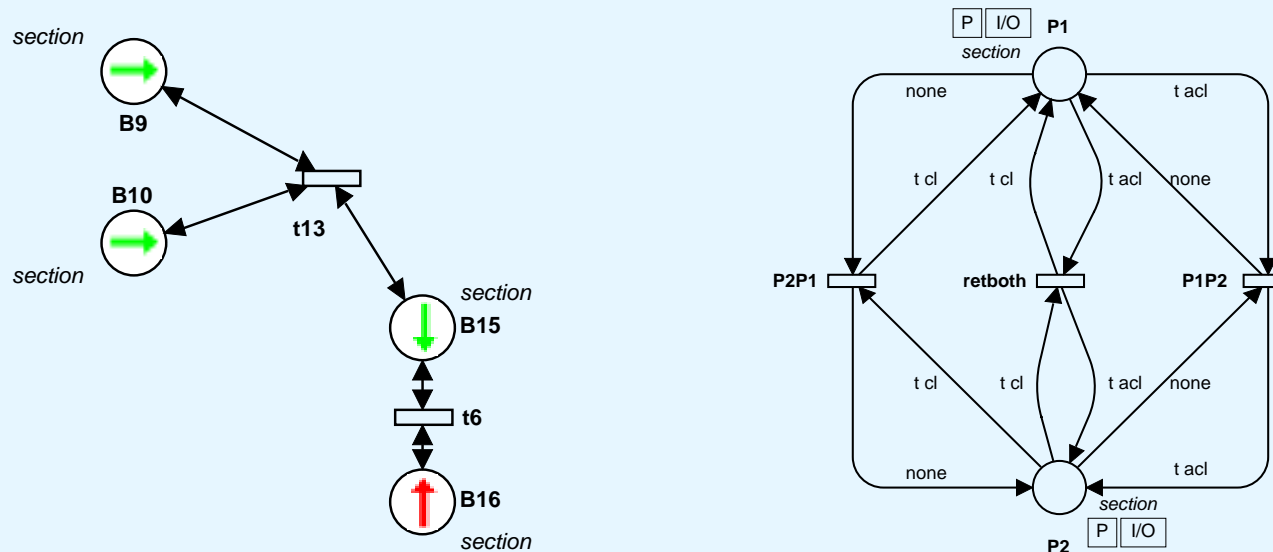 section
B9
B10
section
t13
section
B15
t6
B16
section
P I/O P1
section
none
t acl
t cl
t cl
t acl
none
P2P1
retboth
P1P2
t cl
t cl
t acl
none
none
t acl
section
P I/O
P2